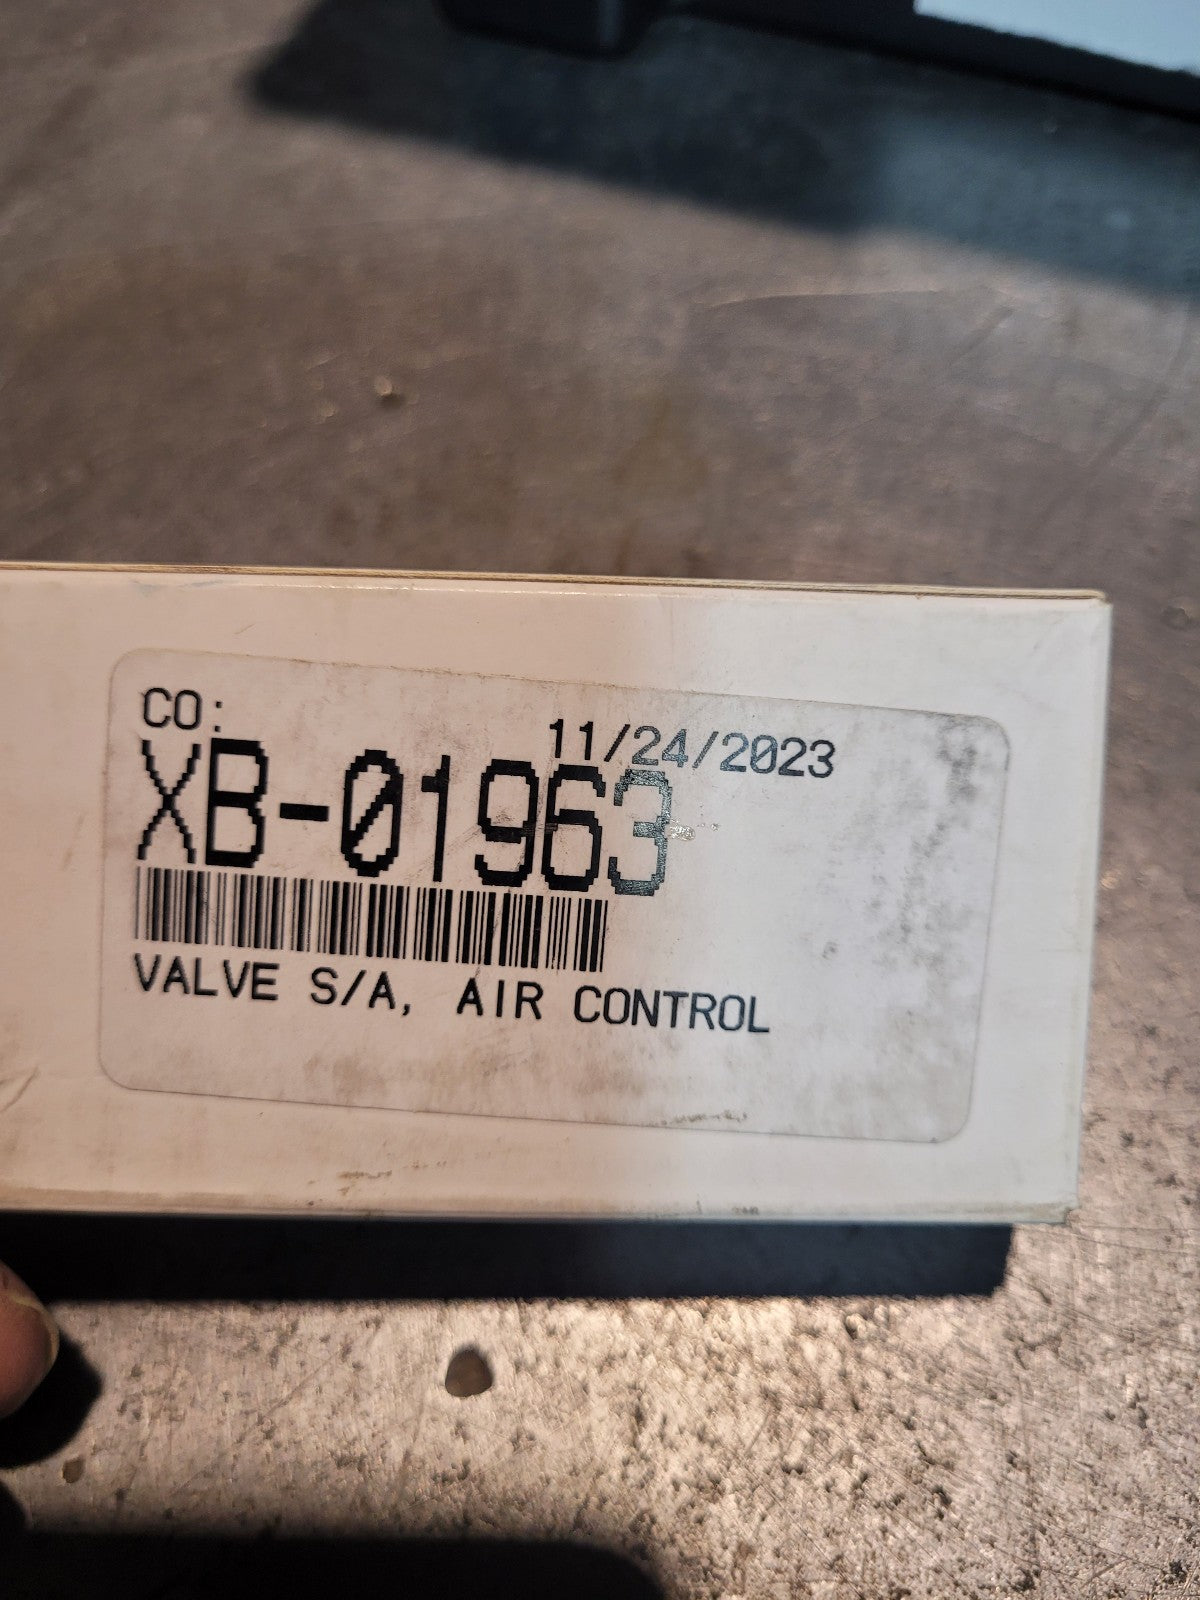 CO:
11/24/2023
XB-01963
VALVE S/A, AIR CONTROL